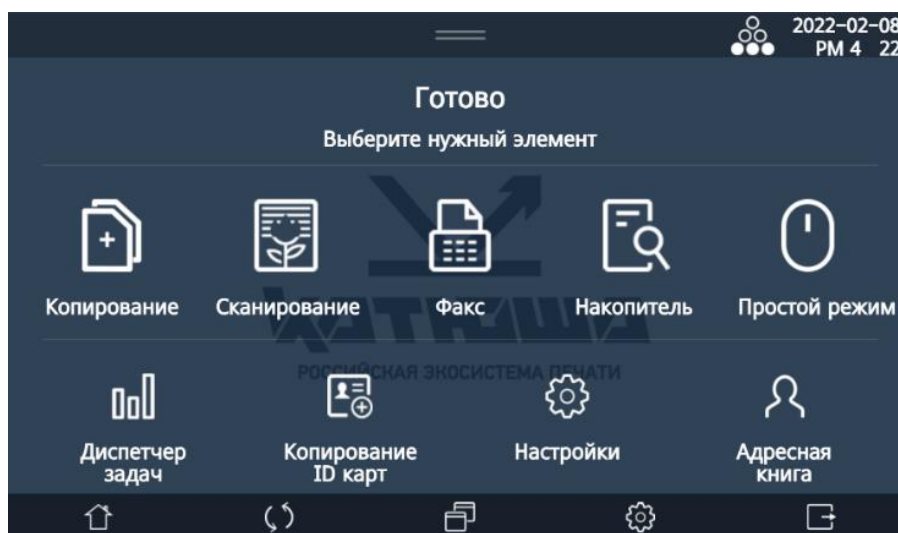 2022-02-08
PM 4 22
Готово
Выберите нужный элемент
Копирование
Сканирование
Факс
Накопитель
Простой режим
катюша
РОССИЙСКАЯ ЭКОСИСТЕМА ПЕЧАТИ
Диспетчер
задач
Копирование
ID карт
Настройки
Адресная
книга